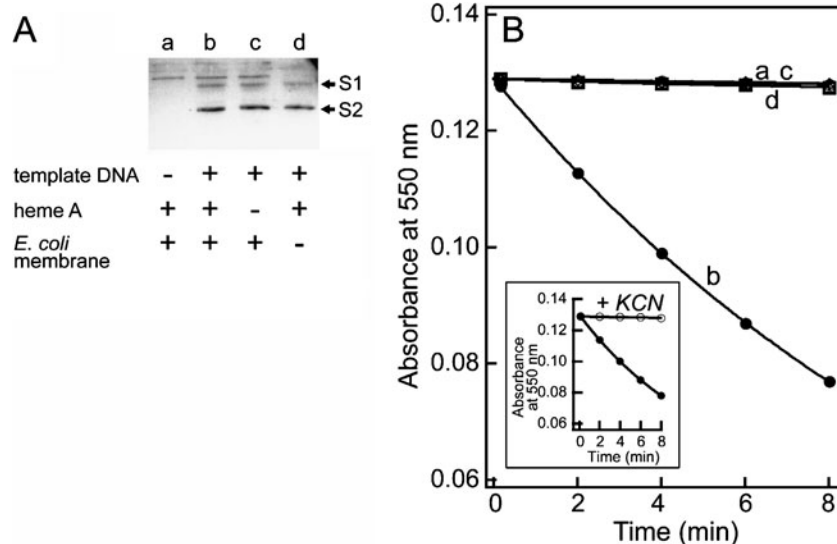 A
a b c d
S1
S2
template DNA - + + +
heme A + + - +
E. coli membrane + + + -
B
0.14
0.12
0.10
0.08
0.06
Absorbance at 550 nm
0 2 4 6 8
Time (min)
a c
d
b
+ KCN
0.14
0.12
0.10
0.08
0.06
Absorbance
at 550 nm
0 2 4 6 8
Time (min)